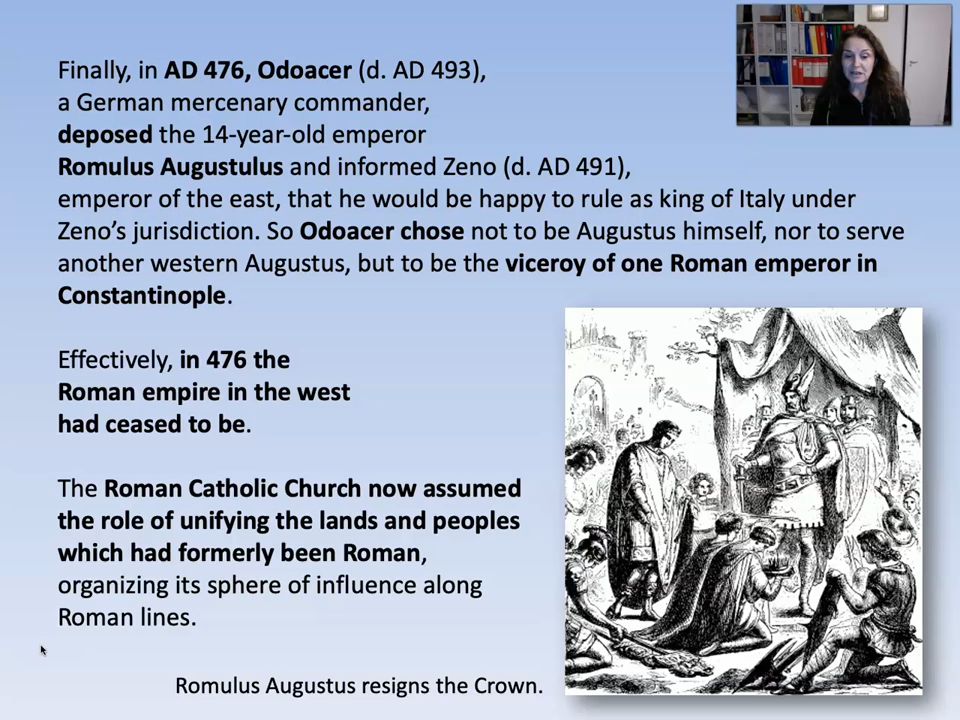 Finally, in AD 476, Odoacer (d. AD 493),
a German mercenary commander,
deposed the 14-year-old emperor
Romulus Augustulus and informed Zeno (d. AD 491),
emperor of the east, that he would be happy to rule as king of Italy under
Zeno’s jurisdiction. So Odoacer chose not to be Augustus himself, nor to serve
another western Augustus, but to be the viceroy of one Roman emperor in
Constantinople.
Effectively, in 476 the
Roman empire in the west
had ceased to be.
The Roman Catholic Church now assumed
the role of unifying the lands and peoples
which had formerly been Roman,
organizing its sphere of influence along
Roman lines.
Romulus Augustus resigns the Crown.